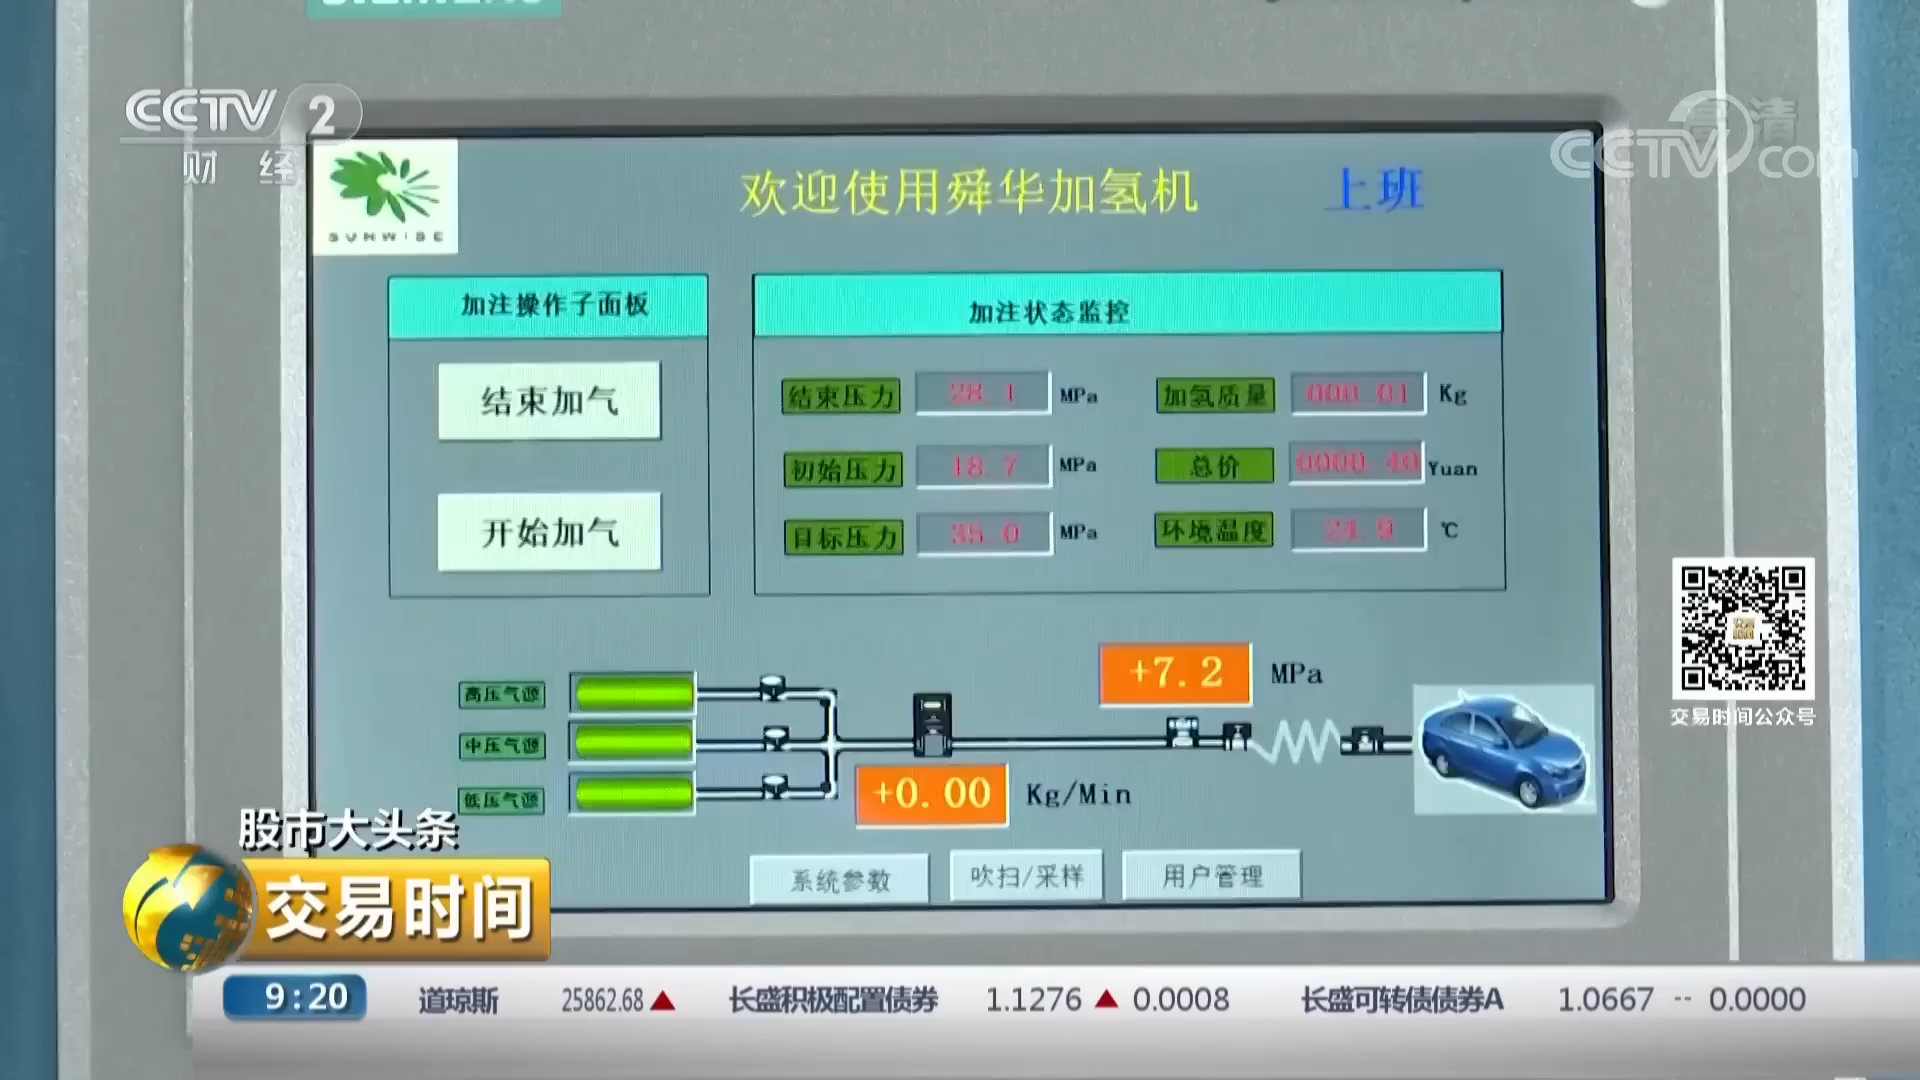 CCTV 2
财 经
高清
CCTV com
SUNWISE
欢迎使用舜华加氢机
上班
加注操作子面板
结束加气
开始加气
加注状态监控
结束压力 28.1 MPa
加氢质量 000.01 Kg
初始压力 18.7 MPa
总价 0000.40 Yuan
目标压力 35.0 MPa
环境温度 24.9 ℃
+7.2 MPa
高压气源
中压气源
低压气源
+0.00 Kg/Min
系统参数
吹扫/采样
用户管理
交易时间公众号
股市大头条
交易时间
9:20 道琼斯 25862.68 ▲ 长盛积极配置债券 1.1276 ▲ 0.0008 长盛可转债债券A 1.0667 -- 0.0000